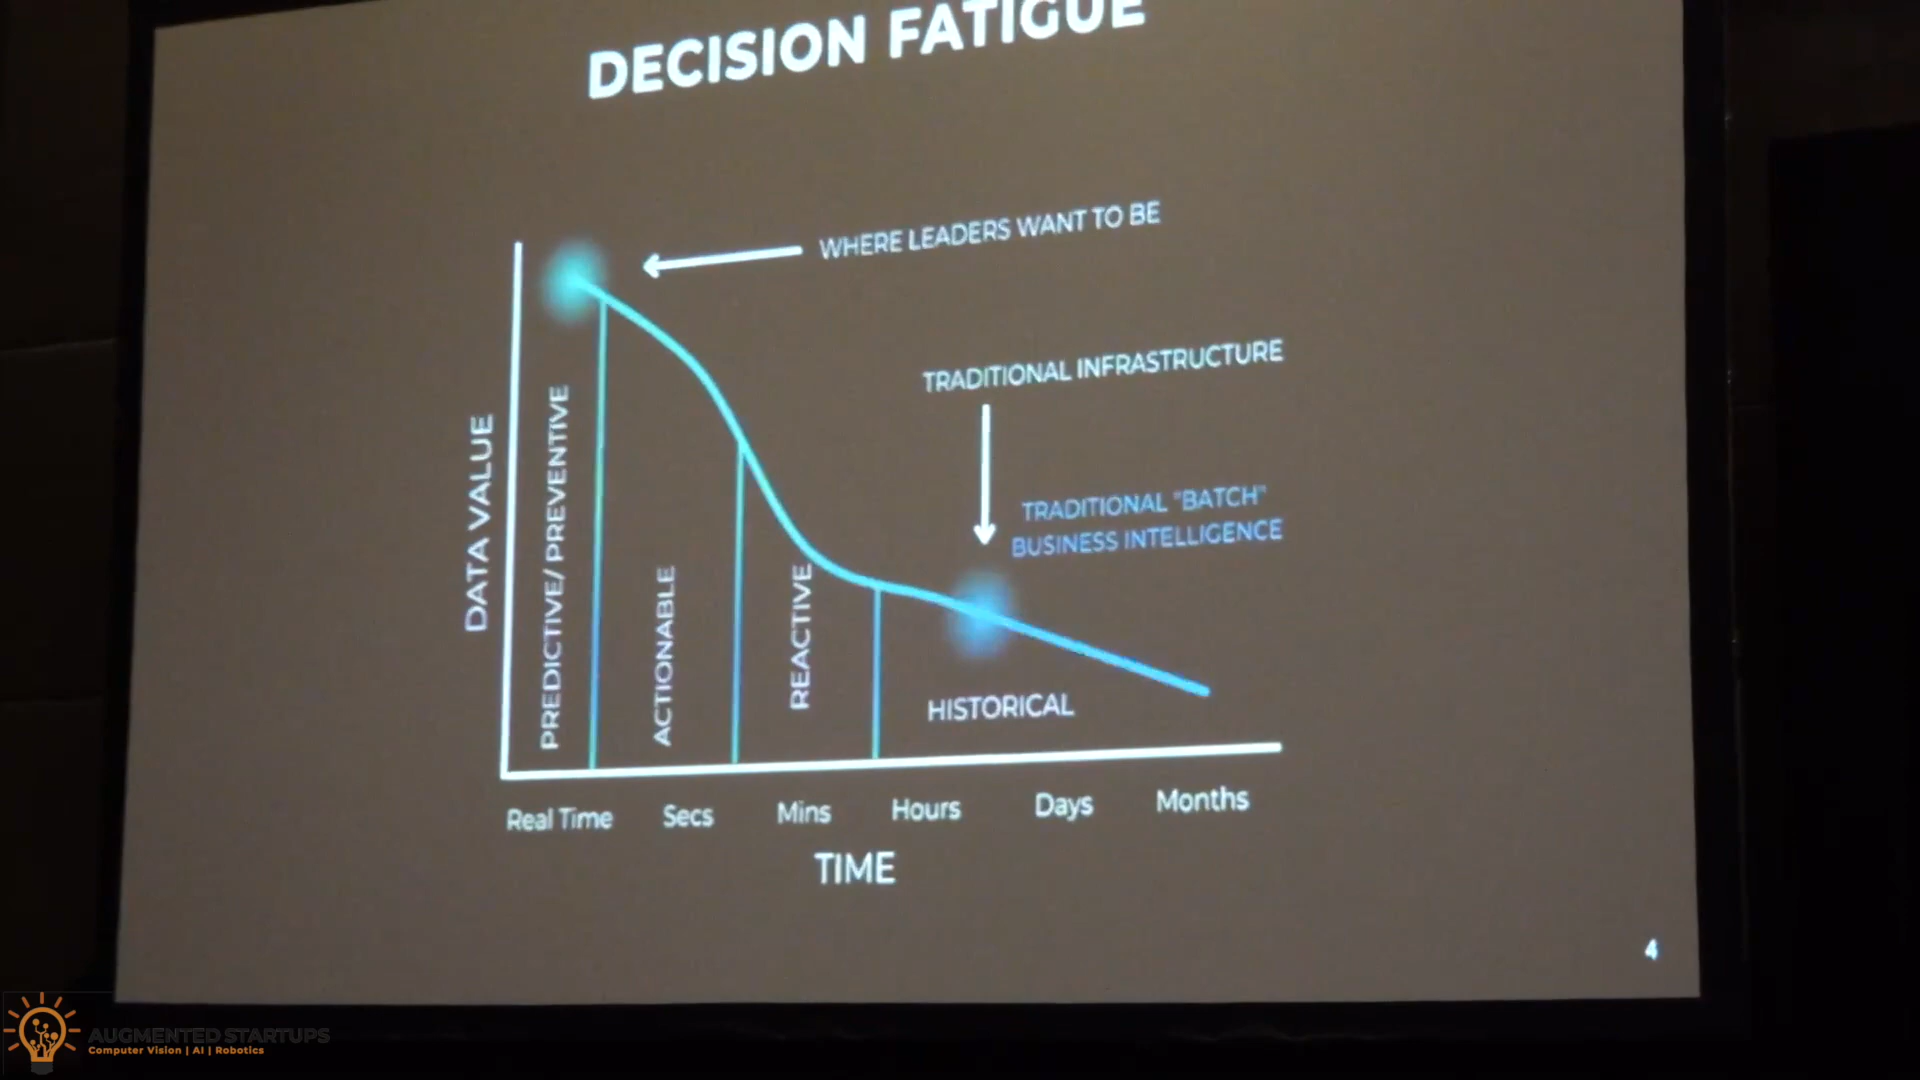 DECISION FATIGUE
WHERE LEADERS WANT TO BE
TRADITIONAL INFRASTRUCTURE
TRADITIONAL "BATCH"
BUSINESS INTELLIGENCE
DATA VALUE
PREDICTIVE/ PREVENTIVE
ACTIONABLE
REACTIVE
HISTORICAL
Real Time Secs Mins Hours Days Months
TIME
4
AUGMENTED STARTUPS
Computer Vision | AI | Robotics